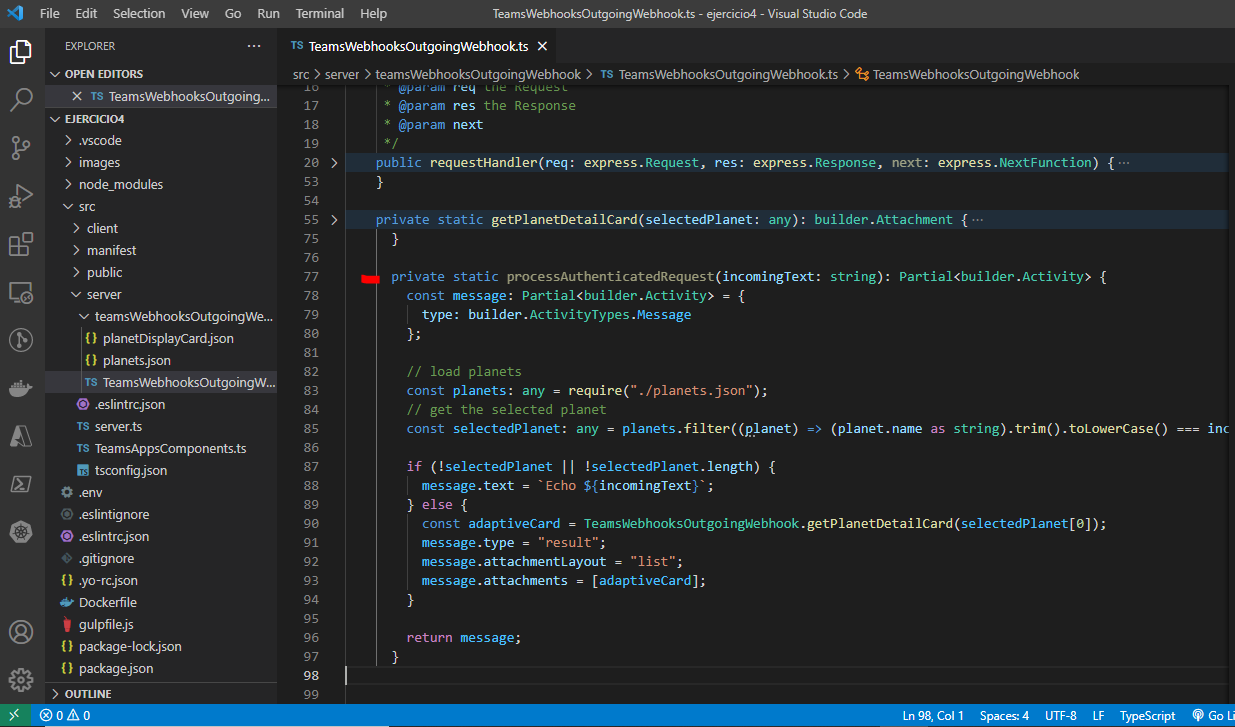 File Edit Selection View Go Run Terminal Help TeamsWebhooksOutgoingWebhook.ts - ejercicio4 - Visual Studio Code
EXPLORER ···
OPEN EDITORS
TS TeamsWebhooksOutgoing...
EJERCICIO4
.vscode
images
node_modules
src
client
manifest
public
server
teamsWebhooksOutgoingWe...
{} planetDisplayCard.json
{} planets.json
TS TeamsWebhooksOutgoingW...
.eslintrc.json
TS server.ts
TS TeamsAppsComponents.ts
TS tsconfig.json
.env
.eslintignore
.eslintrc.json
.gitignore
{} .yo-rc.json
Dockerfile
gulpfile.js
{} package-lock.json
{} package.json
OUTLINE
TS TeamsWebhooksOutgoingWebhook.ts
src > server > teamsWebhooksOutgoingWebhook > TS TeamsWebhooksOutgoingWebhook.ts > TeamsWebhooksOutgoingWebhook
16 * @param req the Request
17 * @param res the Response
18 * @param next
19 */
20 > public requestHandler(req: express.Request, res: express.Response, next: express.NextFunction) { ···
53 }
54
55 > private static getPlanetDetailCard(selectedPlanet: any): builder.Attachment { ···
75 }
76
77 private static processAuthenticatedRequest(incomingText: string): Partial<builder.Activity> {
78 const message: Partial<builder.Activity> = {
79 type: builder.ActivityTypes.Message
80 };
81
82 // load planets
83 const planets: any = require("./planets.json");
84 // get the selected planet
85 const selectedPlanet: any = planets.filter((planet) => (planet.name as string).trim().toLowerCase() === inc
86
87 if (!selectedPlanet || !selectedPlanet.length) {
88 message.text = `Echo ${incomingText}`;
89 } else {
90 const adaptiveCard = TeamsWebhooksOutgoingWebhook.getPlanetDetailCard(selectedPlanet[0]);
91 message.type = "result";
92 message.attachmentLayout = "list";
93 message.attachments = [adaptiveCard];
94 }
95
96 return message;
97 }
98
99
0 0 Ln 98, Col 1 Spaces: 4 UTF-8 LF TypeScript Go Li